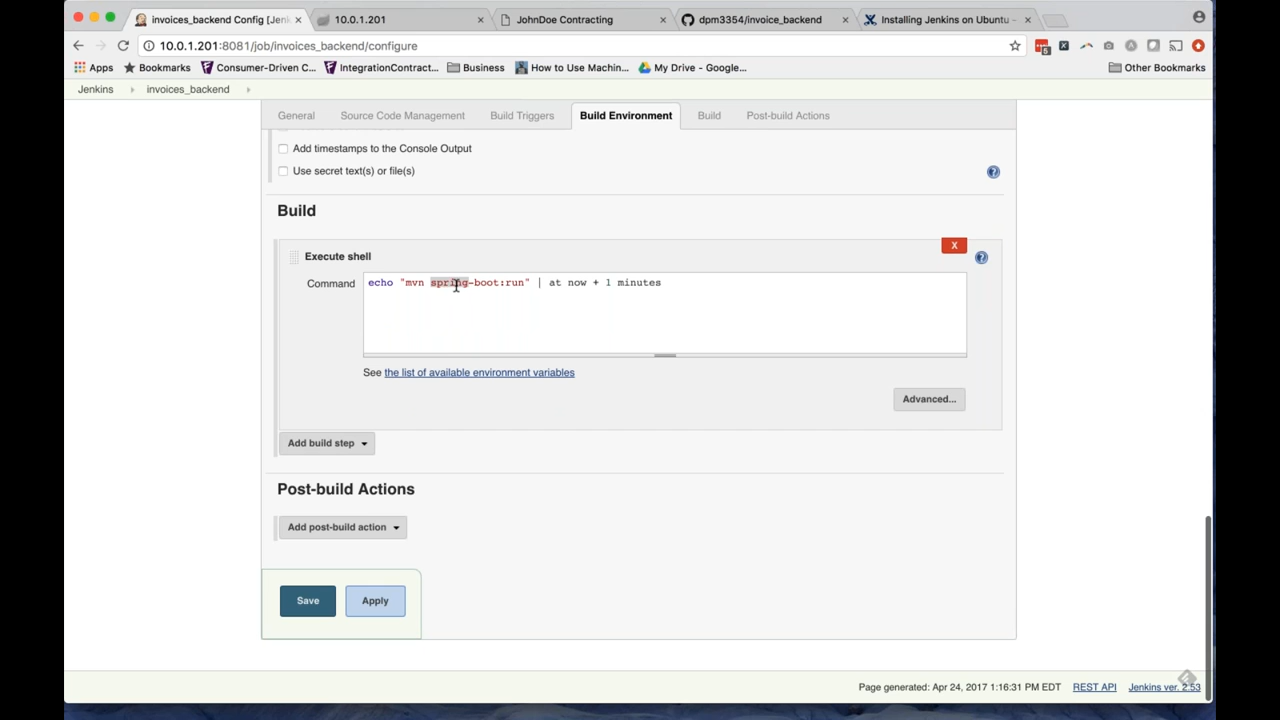 invoices_backend Config [Jenk
10.0.1.201
JohnDoe Contracting
dpm3354/invoice_backend
Installing Jenkins on Ubuntu -
10.0.1.201:8081/job/invoices_backend/configure
Apps
Bookmarks
Consumer-Driven C...
IntegrationContract...
Business
How to Use Machin...
My Drive - Google...
Other Bookmarks
Jenkins
invoices_backend
General
Source Code Management
Build Triggers
Build Environment
Build
Post-build Actions
Add timestamps to the Console Output
Use secret text(s) or file(s)
Build
X
Execute shell
Command
echo "mvn spring-boot:run" | at now + 1 minutes
See the list of available environment variables
Advanced...
Add build step
Post-build Actions
Add post-build action
Save
Apply
Page generated: Apr 24, 2017 1:16:31 PM EDT
REST API
Jenkins ver. 2.53